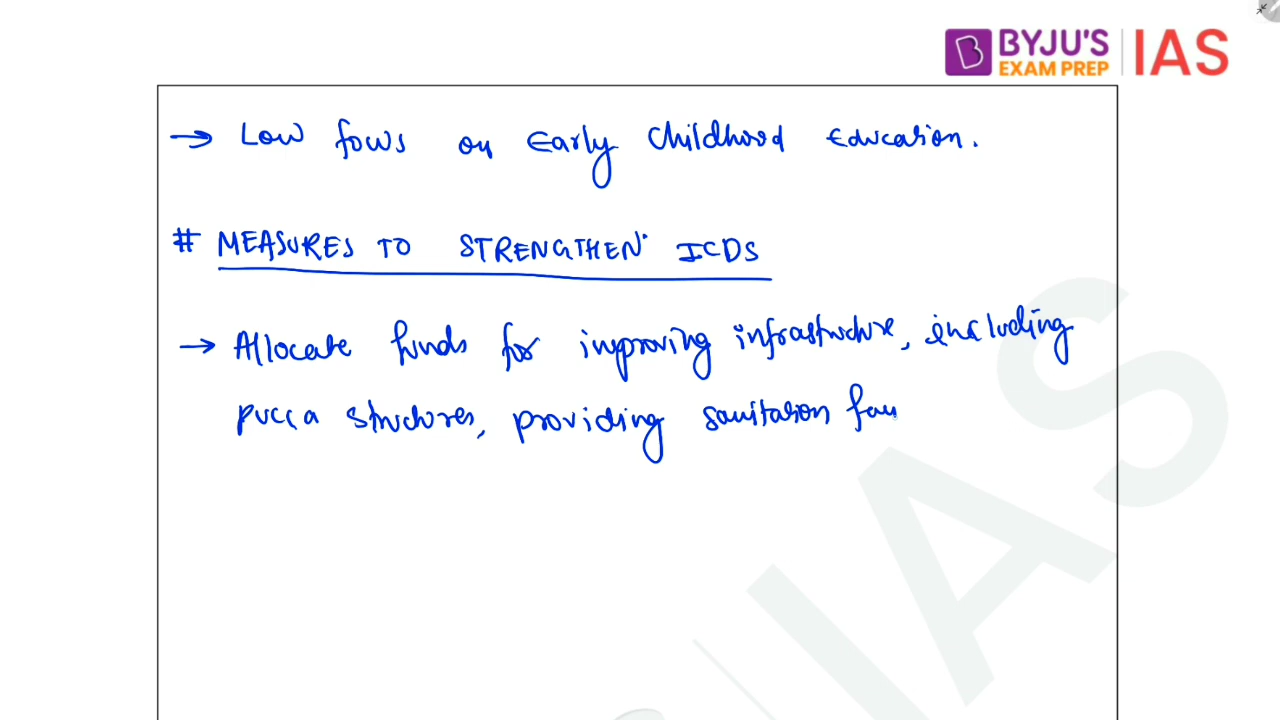 BYJU'S
EXAM PREP
IAS
→ Low focus on Early Childhood Education.
# MEASURES TO STRENGTHEN ICDS
→ Allocate funds for improving infrastructure, including
pucca structures, providing sanitation fau
IAS